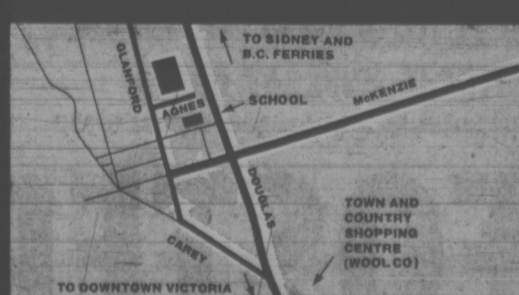 TO SIDNEY AND
B.C. FERRIES
GLANFORD
AGNES
SCHOOL
McKENZIE
DOUGLAS
TOWN AND
COUNTRY
SHOPPING
CENTRE
(WOOLCO)
CAREY
TO DOWNTOWN VICTORIA